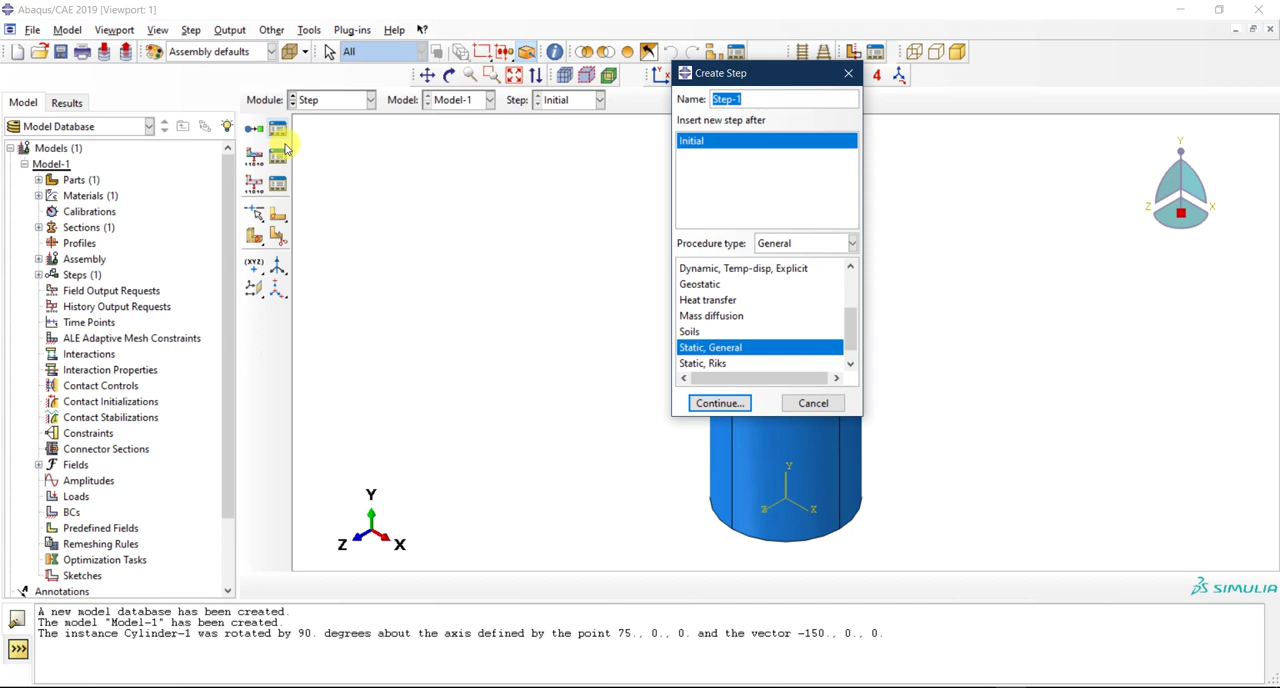 Abaqus/CAE 2019 [Viewport: 1]
File Model Viewport View Step Output Other Tools Plug-ins Help
Assembly defaults All 4
Model Results Module: Step Model: Model-1 Step: Initial
Model Database
Models (1)
Model-1
Parts (1)
Materials (1)
Calibrations
Sections (1)
Profiles
Assembly
Steps (1)
Field Output Requests
History Output Requests
Time Points
ALE Adaptive Mesh Constraints
Interactions
Interaction Properties
Contact Controls
Contact Initializations
Contact Stabilizations
Constraints
Connector Sections
Fields
Amplitudes
Loads
BCs
Predefined Fields
Remeshing Rules
Optimization Tasks
Sketches
Annotations
(XYZ)
Create Step
Name: Step-1
Insert new step after
Initial
Procedure type: General
Dynamic, Temp-disp, Explicit
Geostatic
Heat transfer
Mass diffusion
Soils
Static, General
Static, Riks
Continue... Cancel
Y
Z X
Y
Z X
Y
Z X
SIMULIA
A new model database has been created.
The model "Model-1" has been created.
The instance Cylinder-1 was rotated by 90. degrees about the axis defined by the point 75., 0., 0. and the vector -150., 0., 0.
>>>